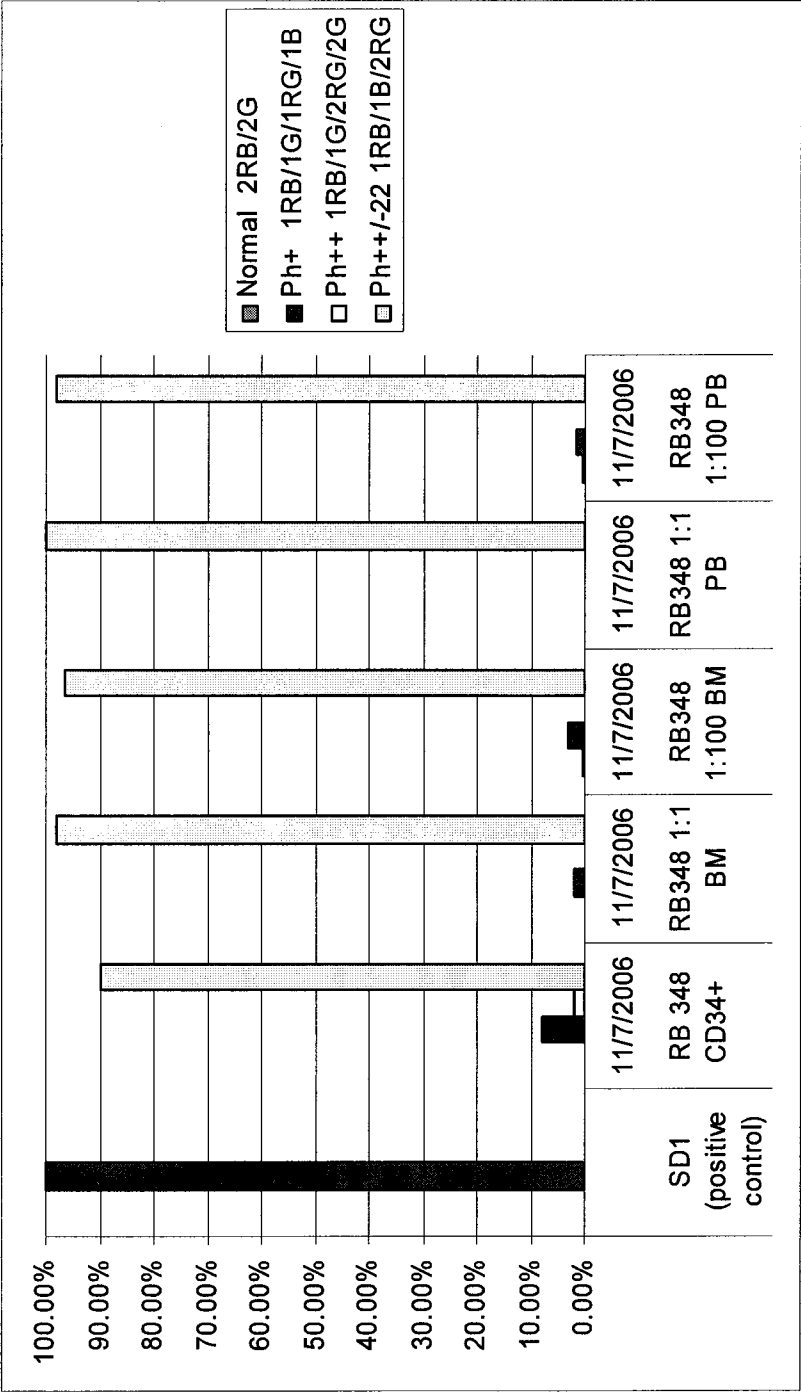 100.00%
90.00%
80.00%
70.00%
60.00%
50.00%
40.00%
30.00%
20.00%
10.00%
0.00%
SD1
(positive
control)
11/7/2006
RB 348
CD34+
11/7/2006
RB348 1:1
BM
11/7/2006
RB348
1:100 BM
11/7/2006
RB348 1:1
PB
11/7/2006
RB348
1:100 PB
Normal 2RB/2G
Ph+ 1RB/1G/1RG/1B
Ph++ 1RB/1G/2RG/2G
Ph++/-22 1RB/1B/2RG